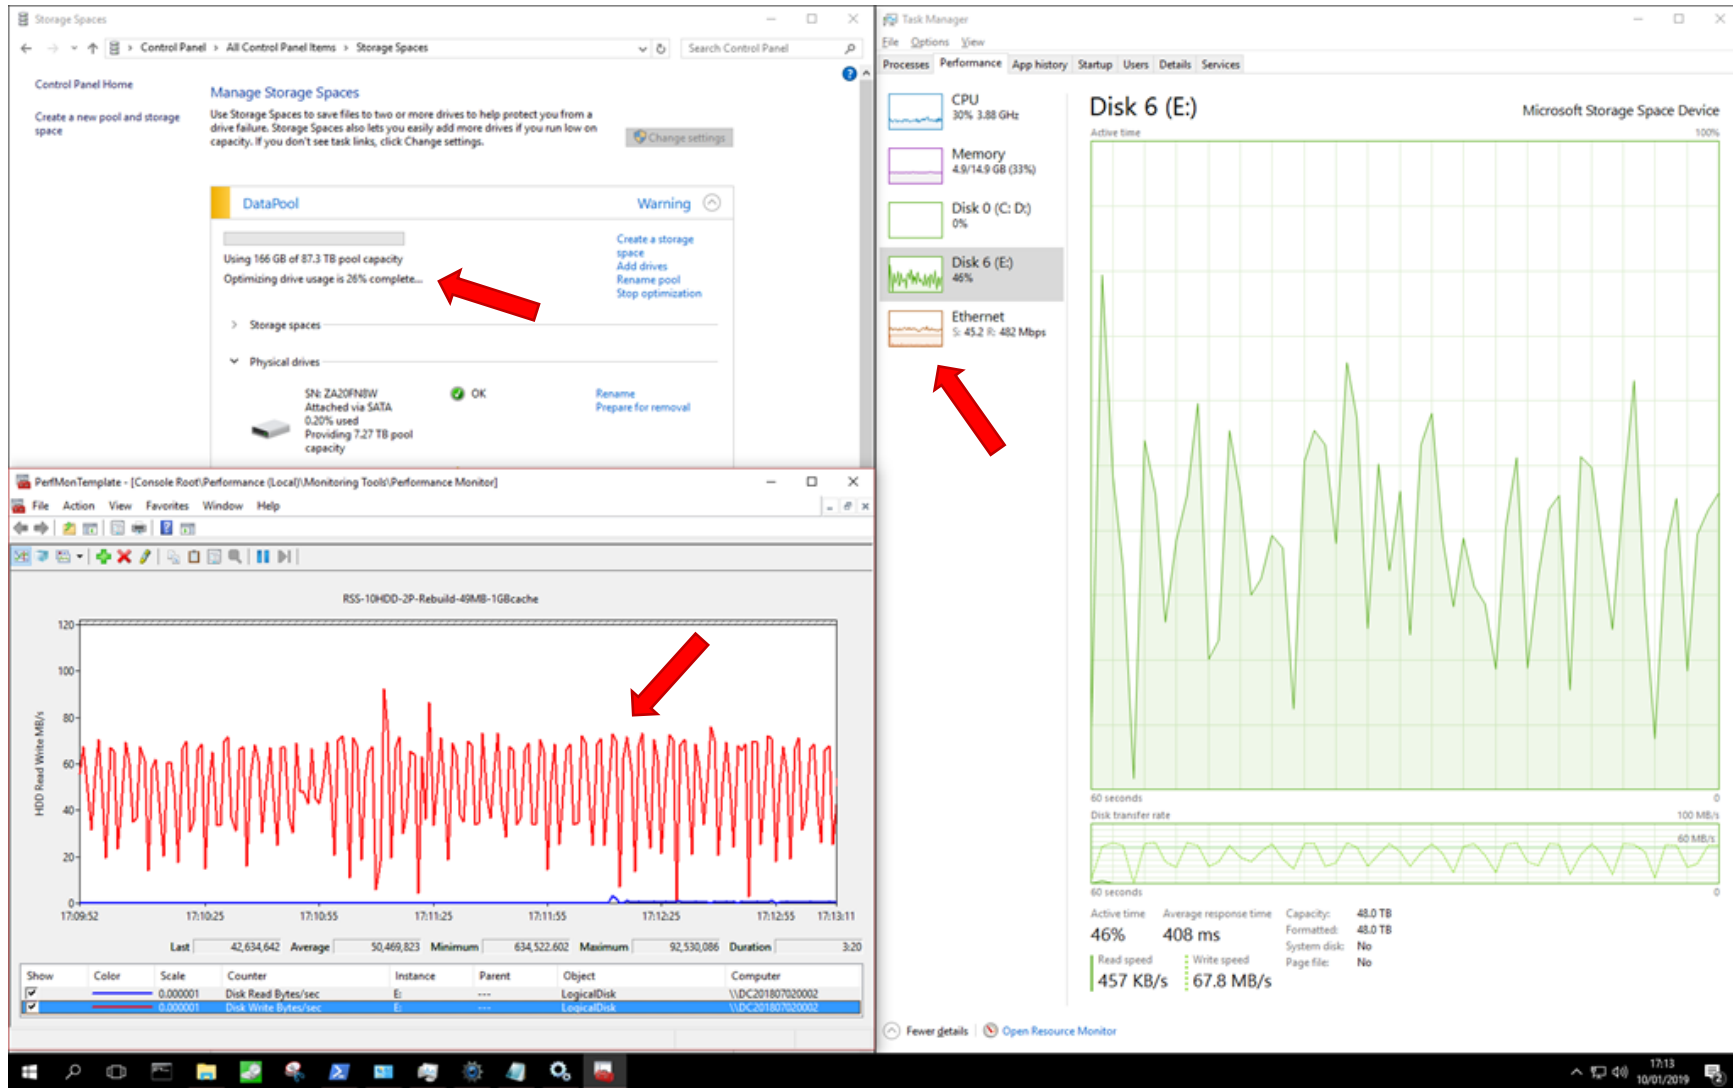 Storage Spaces
Control Panel > All Control Panel Items > Storage Spaces
Search Control Panel
Control Panel Home
Create a new pool and storage
space
Manage Storage Spaces
Use Storage Spaces to save files to two or more drives to help protect you from a
drive failure. Storage Spaces also lets you easily add more drives if you run low on
capacity. If you don't see task links, click Change settings.
Change settings
DataPool
Warning
Using 166 GB of 87.3 TB pool capacity
Optimizing drive usage is 26% complete...
Create a storage
space
Add drives
Rename pool
Stop optimization
Storage spaces
Physical drives
SN: ZA20FN8W
Attached via SATA
0.20% used
Providing 7.27 TB pool
capacity
OK
Rename
Prepare for removal
PerfMonTemplate - [Console Root\Performance (Local)\Monitoring Tools\Performance Monitor]
File Action View Favorites Window Help
RSS-10HDD-2P-Rebuild-49MB-1GBcache
HDD Read Write MB/s
120
100
80
60
40
20
0
17:09:52 17:10:25 17:10:55 17:11:25 17:11:55 17:12:25 17:12:55 17:13:11
Last 42,634,642 Average 50,469,823 Minimum 634,522.602 Maximum 92,530,086 Duration 3:20
Show Color Scale Counter Instance Parent Object Computer
0.000001 Disk Read Bytes/sec E: --- LogicalDisk \\DC201807020002
0.000001 Disk Write Bytes/sec E: --- LogicalDisk \\DC201807020002
Task Manager
File Options View
Processes Performance App history Startup Users Details Services
CPU
30% 3.88 GHz
Memory
4.9/14.9 GB (33%)
Disk 0 (C: D:)
0%
Disk 6 (E:)
46%
Ethernet
S: 45.2 R: 482 Mbps
Disk 6 (E:)
Microsoft Storage Space Device
Active time 100%
60 seconds 0
Disk transfer rate 100 MB/s
60 MB/s
60 seconds 0
Active time
46%
Average response time
408 ms
Read speed
457 KB/s
Write speed
67.8 MB/s
Capacity: 48.0 TB
Formatted: 48.0 TB
System disk: No
Page file: No
Fewer details
Open Resource Monitor
17:13
10/01/2019